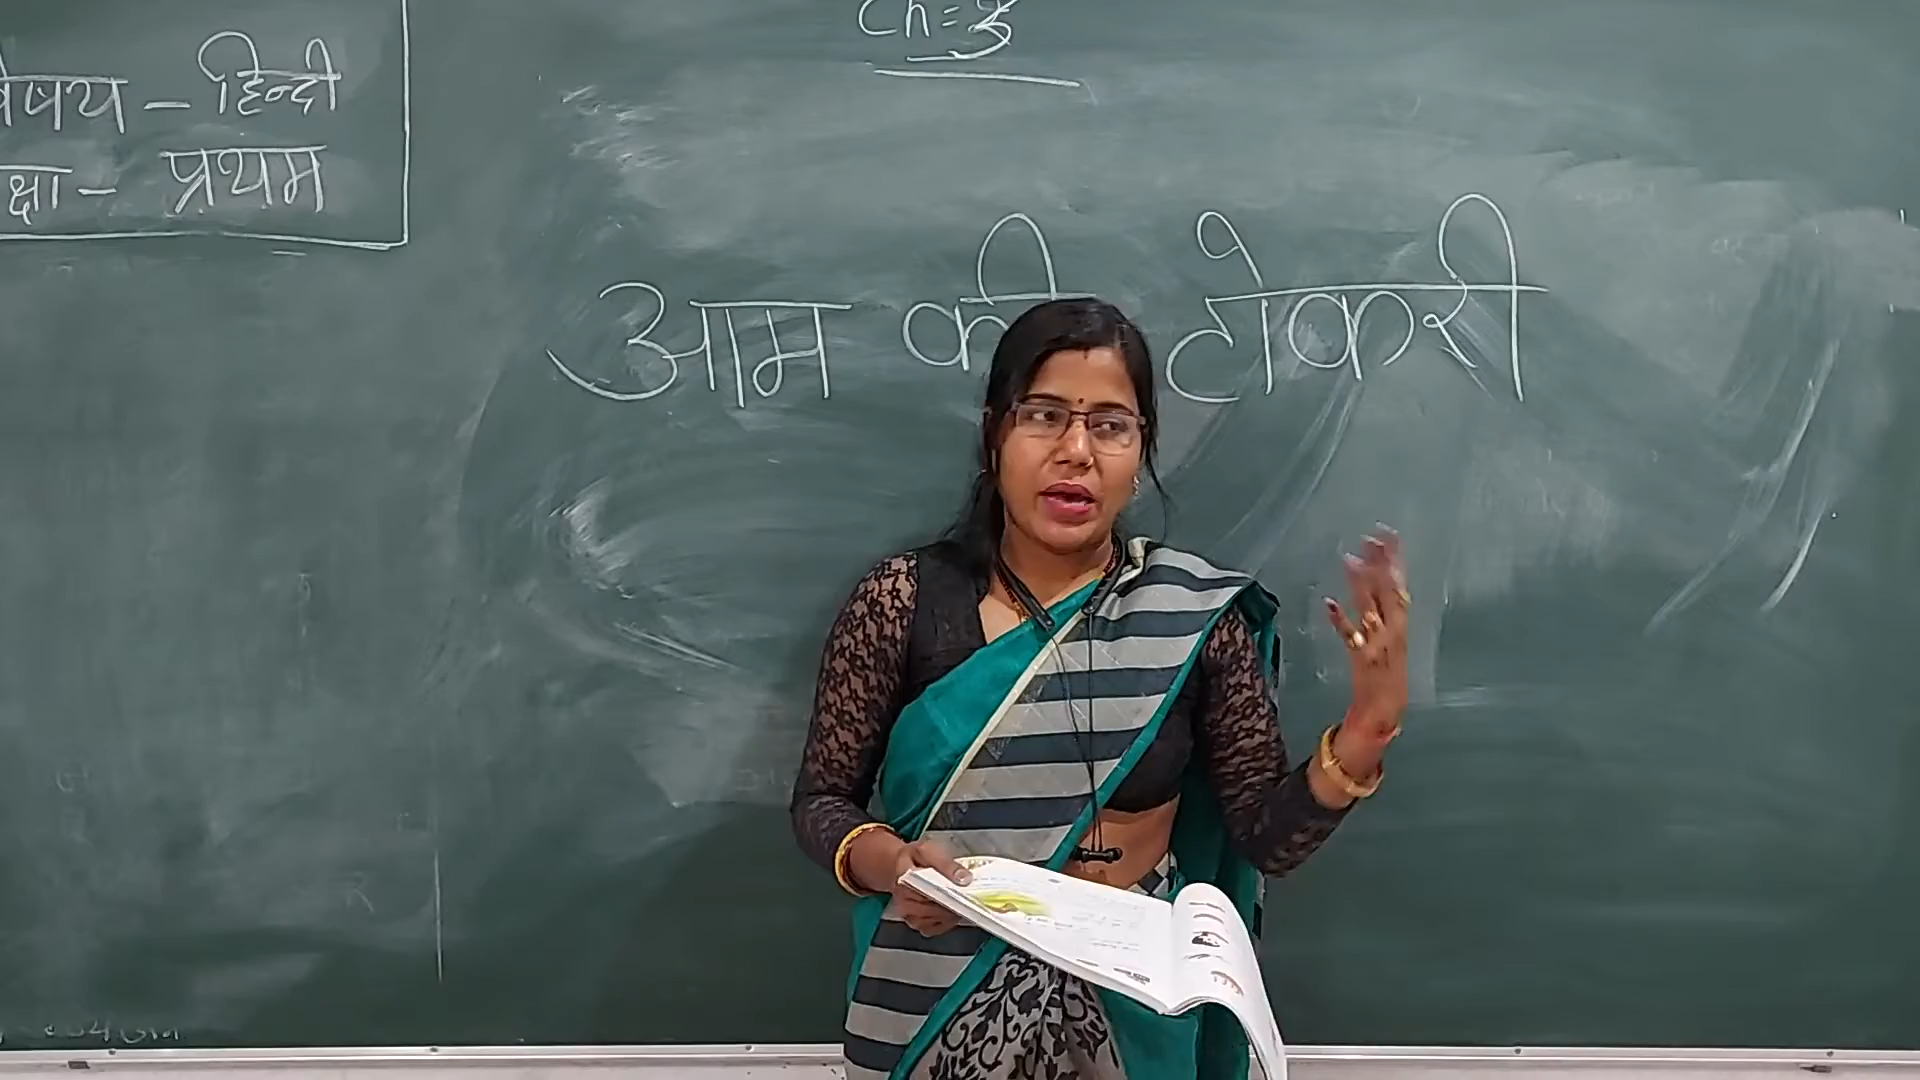 Ch = 3
विषय - हिन्दी
कक्षा - प्रथम
आम की टोकरी